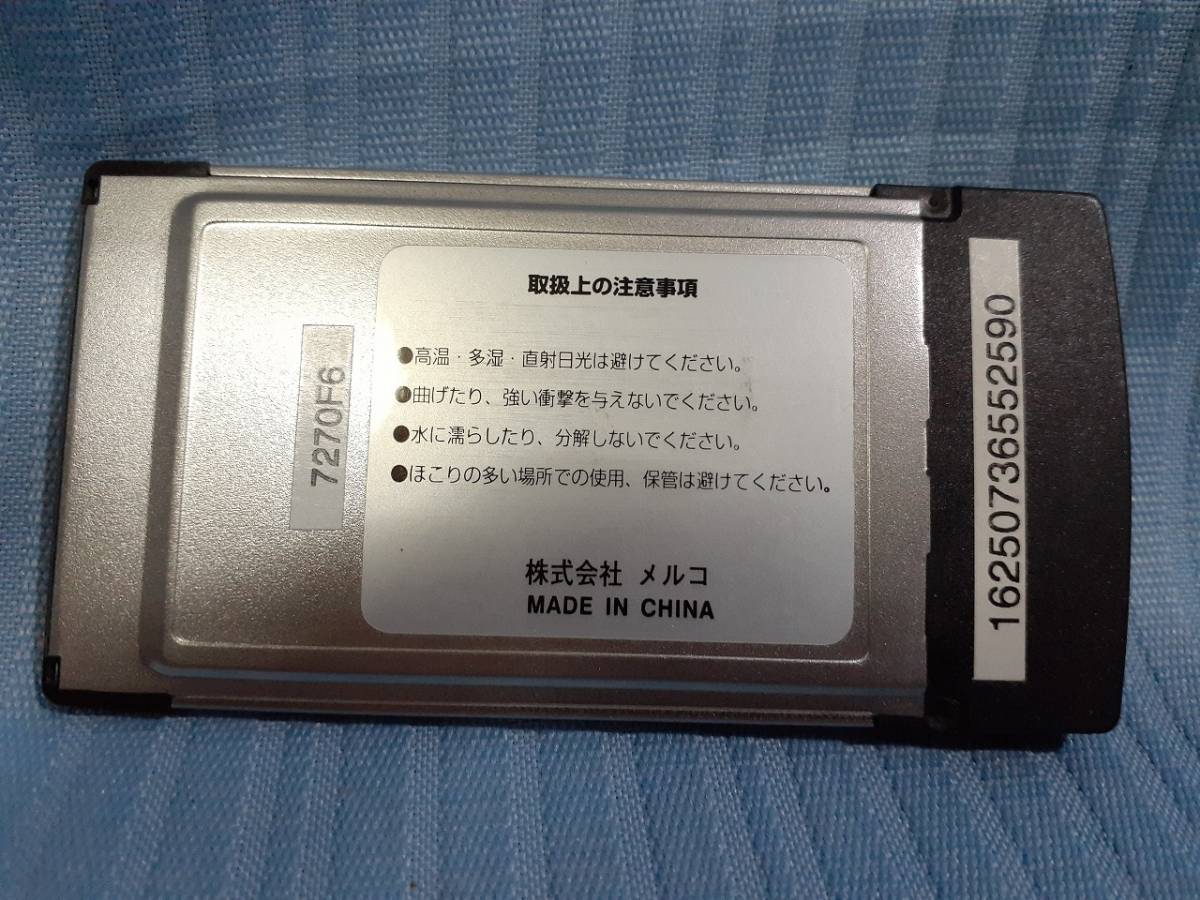 取扱上の注意事項
●高温・多湿・直射日光は避けてください。
●曲げたり、強い衝撃を与えないでください。
●水に濡らしたり、分解しないでください。
●ほこりの多い場所での使用、保管は避けてください。
株式会社 メルコ
MADE IN CHINA
7270F6
16250736552590